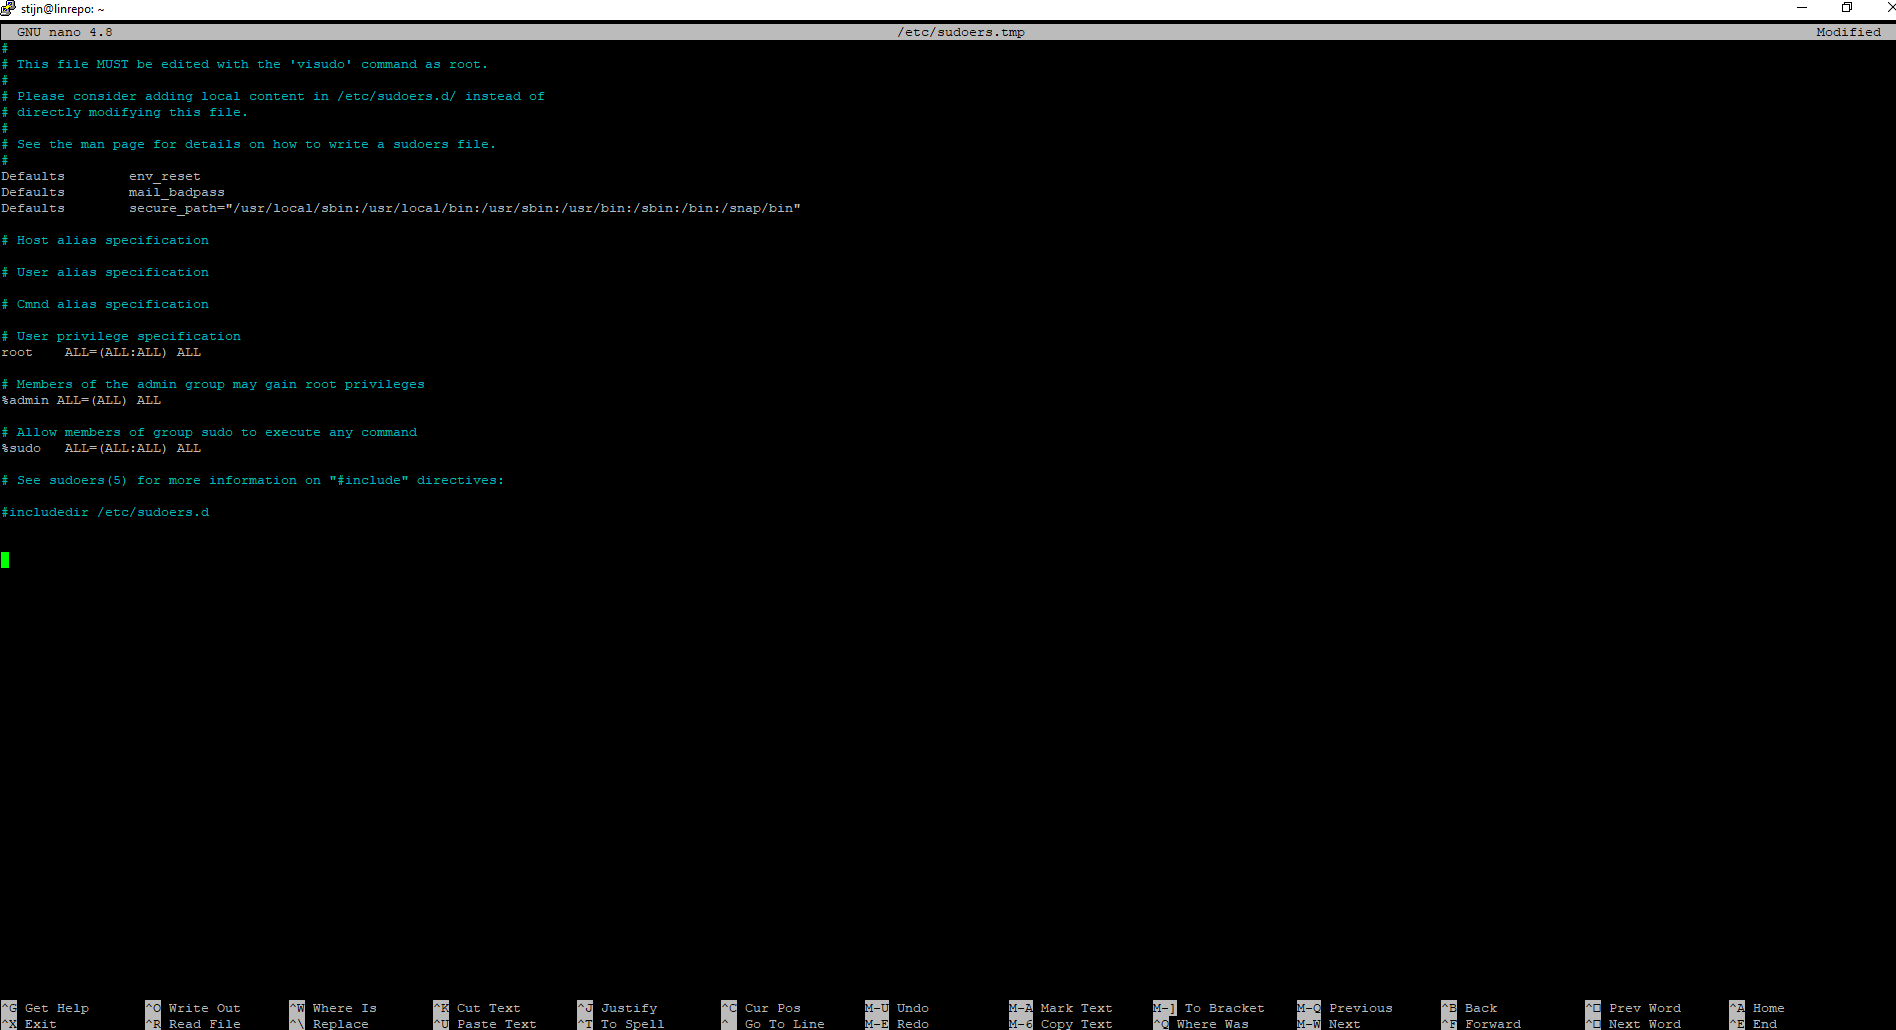 stijn@linrepo: ~
GNU nano 4.8 /etc/sudoers.tmp Modified
#
# This file MUST be edited with the 'visudo' command as root.
#
# Please consider adding local content in /etc/sudoers.d/ instead of
# directly modifying this file.
#
# See the man page for details on how to write a sudoers file.
#
Defaults        env_reset
Defaults        mail_badpass
Defaults        secure_path="/usr/local/sbin:/usr/local/bin:/usr/sbin:/usr/bin:/sbin:/bin:/snap/bin"
# Host alias specification
# User alias specification
# Cmnd alias specification
# User privilege specification
root    ALL=(ALL:ALL) ALL
# Members of the admin group may gain root privileges
%admin ALL=(ALL) ALL
# Allow members of group sudo to execute any command
%sudo   ALL=(ALL:ALL) ALL
# See sudoers(5) for more information on "#include" directives:
#includedir /etc/sudoers.d
^G Get Help ^O Write Out ^W Where Is ^K Cut Text ^J Justify ^C Cur Pos M-U Undo M-A Mark Text M-] To Bracket M-Q Previous ^B Back ^□ Prev Word ^A Home
^X Exit ^R Read File ^\ Replace ^U Paste Text ^T To Spell ^ Go To Line M-E Redo M-6 Copy Text ^Q Where Was M-W Next ^F Forward ^□ Next Word ^E End